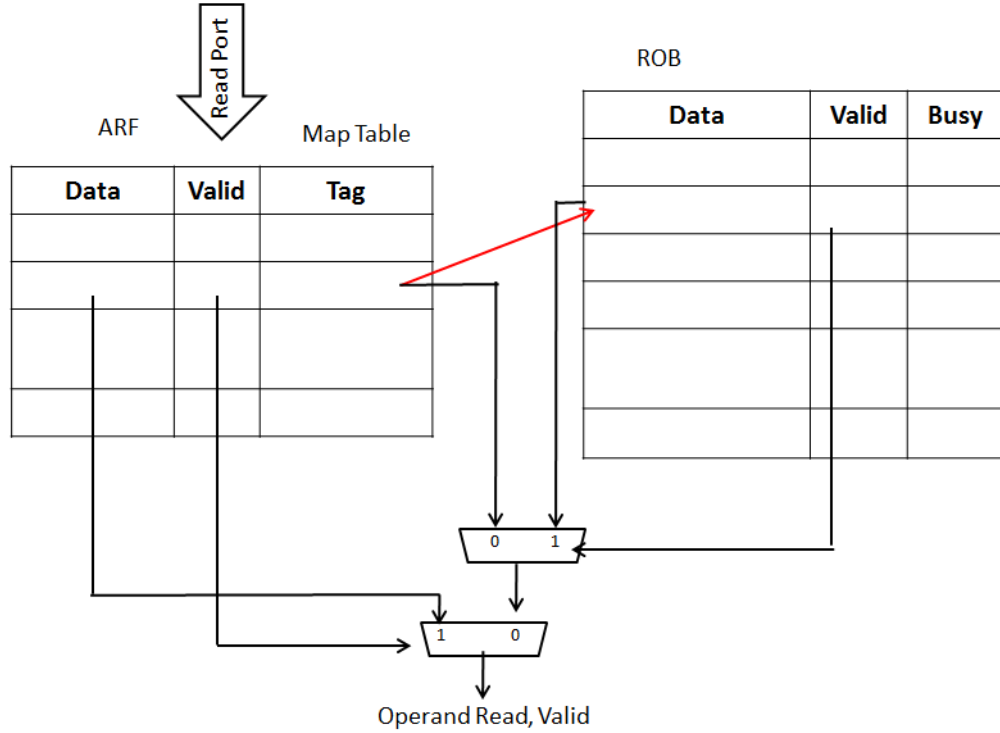 Read Port
ROB
ARF
Map Table
Data Valid Busy
Data Valid Tag
0 1
1 0
Operand Read, Valid